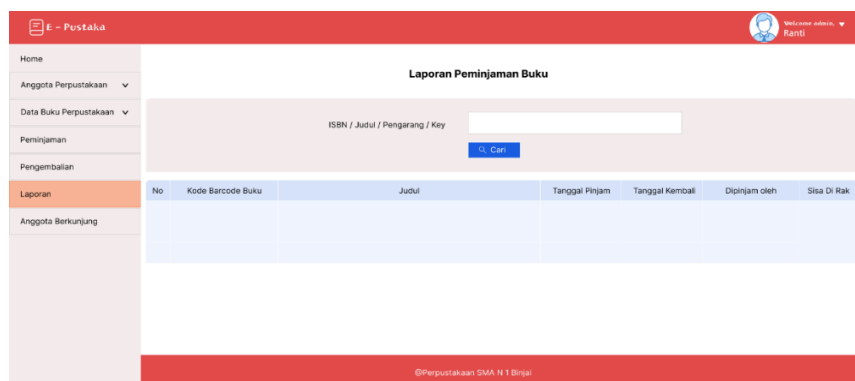 E - Pustaka
Welcome admin,
Ranti
Home
Anggota Perpustakaan
Data Buku Perpustakaan
Peminjaman
Pengembalian
Laporan
Anggota Berkunjung
Laporan Peminjaman Buku
ISBN / Judul / Pengarang / Key
Cari
No Kode Barcode Buku Judul Tanggal Pinjam Tanggal Kembali Dipinjam oleh Sisa Di Rak
@Perpustakaan SMA N 1 Binjai